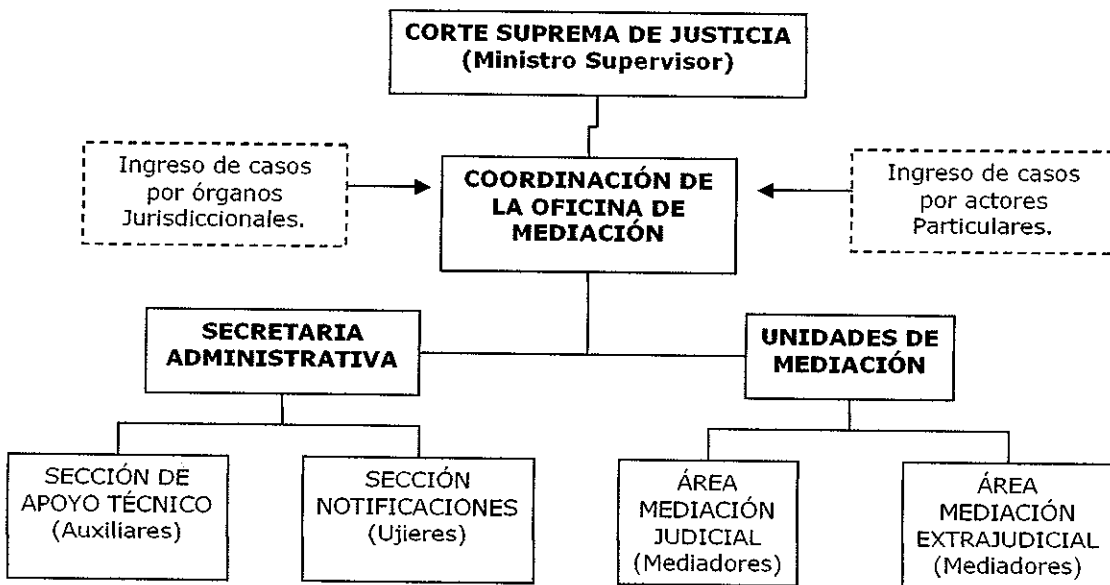 CORTE SUPREMA DE JUSTICIA
(Ministro Supervisor)
Ingreso de casos
por órganos
Jurisdiccionales.
COORDINACIÓN DE
LA OFICINA DE
MEDIACIÓN
Ingreso de casos
por actores
Particulares.
SECRETARIA
ADMINISTRATIVA
UNIDADES DE
MEDIACIÓN
SECCIÓN DE
APOYO TÉCNICO
(Auxiliares)
SECCIÓN
NOTIFICACIONES
(Ujieres)
ÁREA
MEDIACIÓN
JUDICIAL
(Mediadores)
ÁREA
MEDIACIÓN
EXTRAJUDICIAL
(Mediadores)